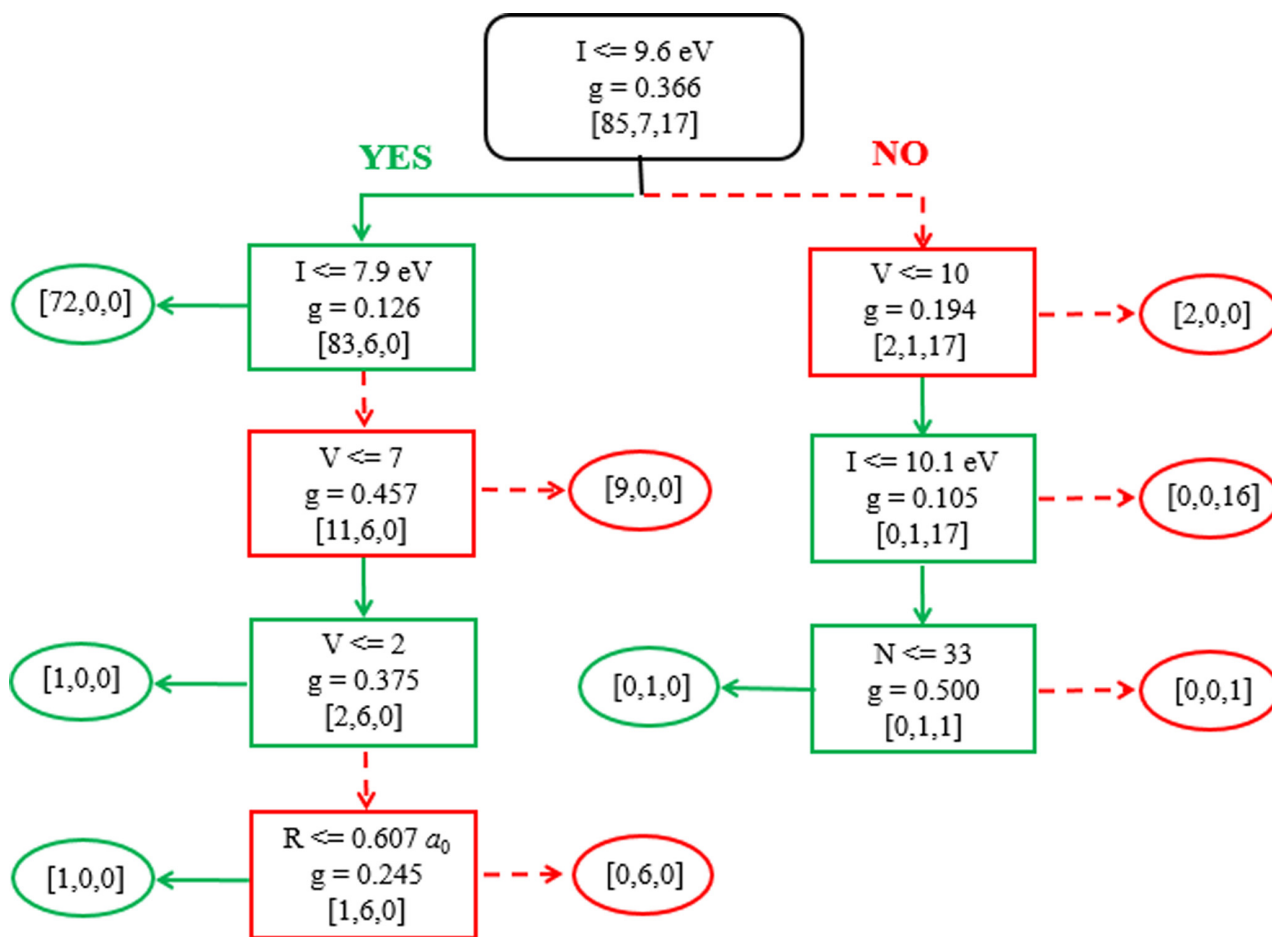 I <= 9.6 eV
g = 0.366
[85,7,17]
YES
NO
I <= 7.9 eV
g = 0.126
[83,6,0]
[72,0,0]
V <= 10
g = 0.194
[2,1,17]
[2,0,0]
V <= 7
g = 0.457
[11,6,0]
[9,0,0]
I <= 10.1 eV
g = 0.105
[0,1,17]
[0,0,16]
V <= 2
g = 0.375
[2,6,0]
[1,0,0]
N <= 33
g = 0.500
[0,1,1]
[0,1,0]
[0,0,1]
R <= 0.607 a₀
g = 0.245
[1,6,0]
[1,0,0]
[0,6,0]